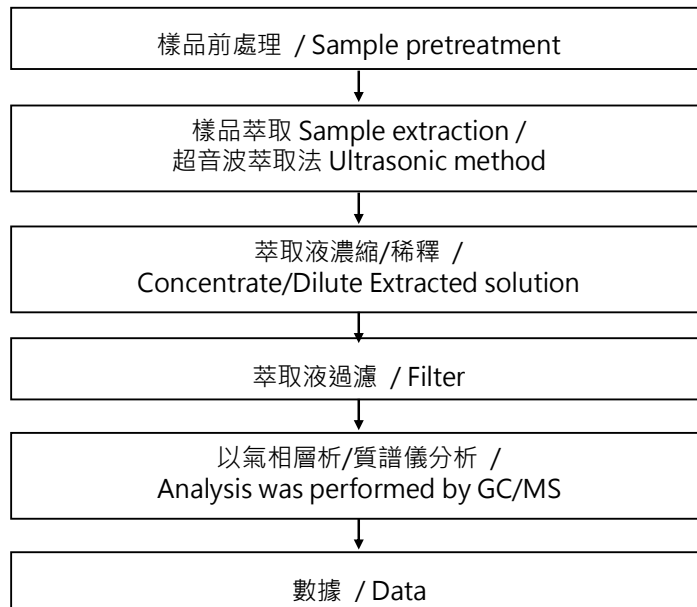 樣品前處理 / Sample pretreatment
樣品萃取 Sample extraction /
超音波萃取法 Ultrasonic method
萃取液濃縮/稀釋 /
Concentrate/Dilute Extracted solution
萃取液過濾 / Filter
以氣相層析/質譜儀分析 /
Analysis was performed by GC/MS
數據 / Data